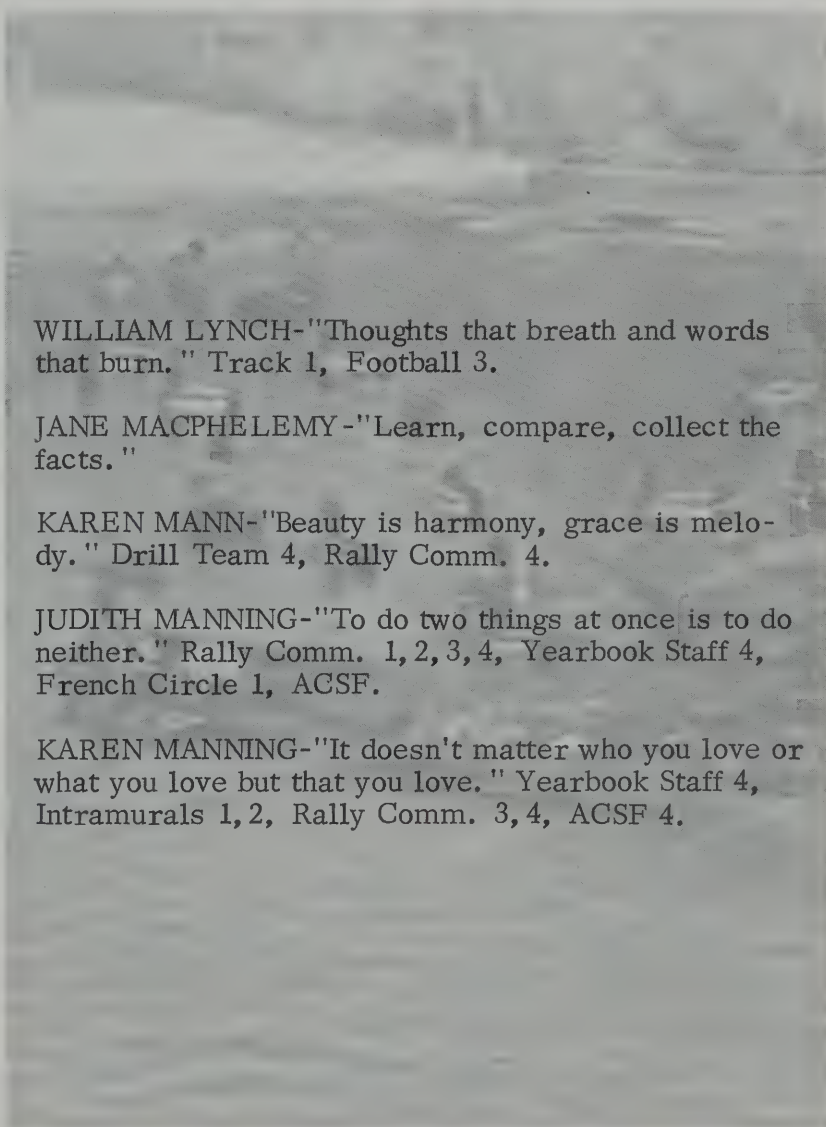 WILLIAM LYNCH-"Thoughts that breath and words
that burn." Track 1, Football 3.
JANE MACPHELEMY-"Learn, compare, collect the
facts."
KAREN MANN-"Beauty is harmony, grace is melo-
dy." Drill Team 4, Rally Comm. 4.
JUDITH MANNING-"To do two things at once is to do
neither." Rally Comm. 1,2,3,4, Yearbook Staff 4,
French Circle 1, ACSF.
KAREN MANNING-"It doesn't matter who you love or
what you love but that you love." Yearbook Staff 4,
Intramurals 1,2, Rally Comm. 3,4, ACSF 4.